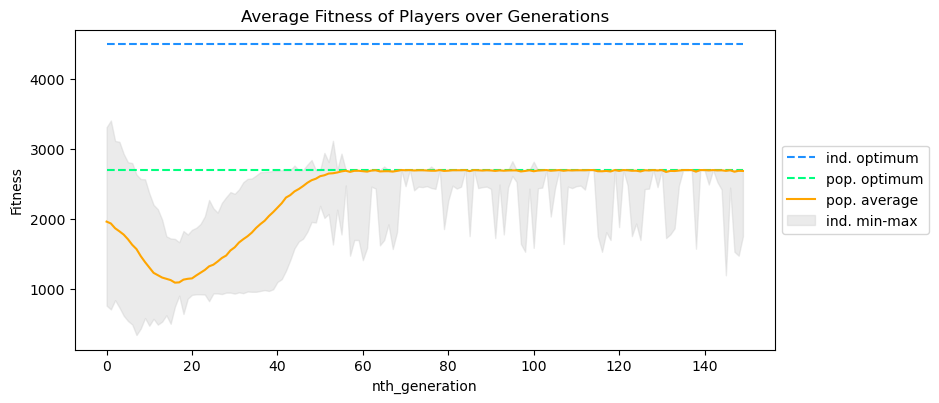 Average Fitness of Players over Generations
Fitness
4000
3000
2000
1000
0 20 40 60 80 100 120 140
nth_generation
ind. optimum
pop. optimum
pop. average
ind. min-max